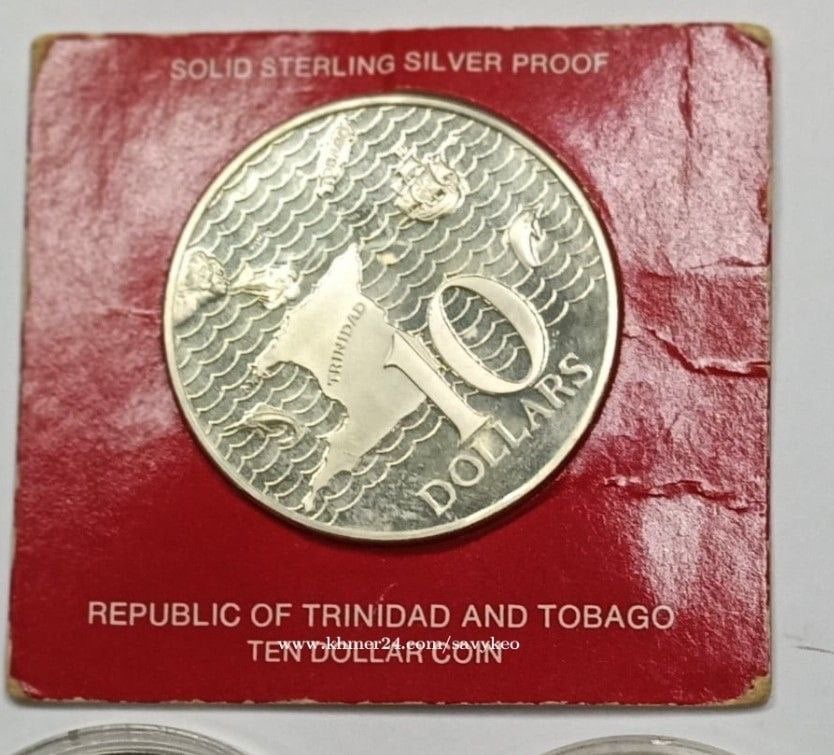 SOLID STERLING SILVER PROOF
TOBAGO
TRINIDAD
10
DOLLARS
REPUBLIC OF TRINIDAD AND TOBAGO
TEN DOLLAR COIN
www.khmer24.com/savykeo